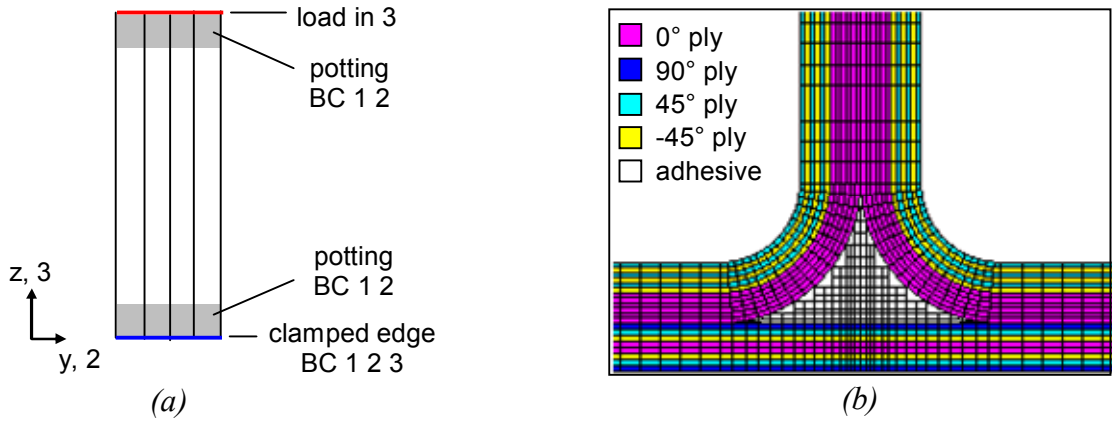 load in 3
potting
BC 1 2
potting
BC 1 2
clamped edge
BC 1 2 3
z, 3
y, 2
(a)
0° ply
90° ply
45° ply
-45° ply
adhesive
(b)